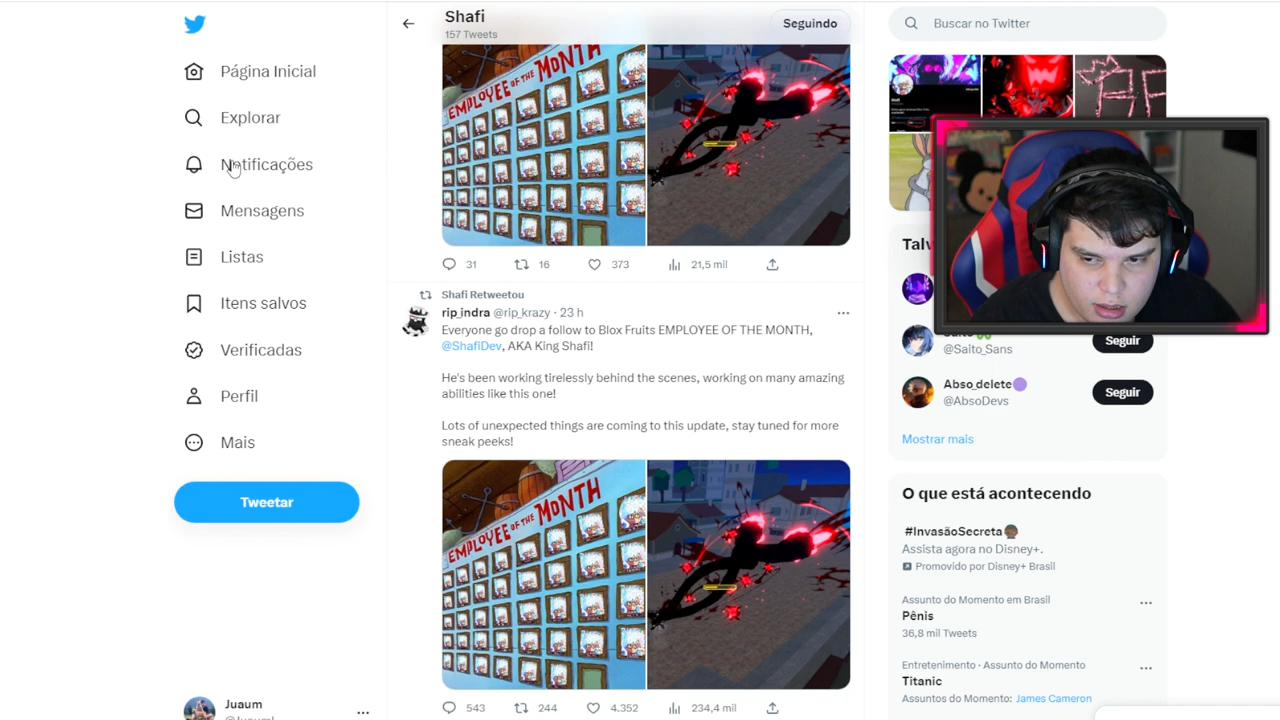 Página Inicial
Explorar
Notificações
Mensagens
Listas
Itens salvos
Verificadas
Perfil
Mais
Tweetar
Juaum
Shafi
157 Tweets
Seguindo
EMPLOYEE OF THE MONTH
31
16
373
21,5 mil
Shafi Retweetou
rip_indra @rip_krazy · 23 h
Everyone go drop a follow to Blox Fruits EMPLOYEE OF THE MONTH,
@ShafiDev, AKA King Shafi!
He's been working tirelessly behind the scenes, working on many amazing
abilities like this one!
Lots of unexpected things are coming to this update, stay tuned for more
sneak peeks!
EMPLOYEE OF THE MONTH
543
244
4.352
234,4 mil
Buscar no Twitter
Talv
Seguir
@Saito_Sans
Abso_delete
@AbsoDevs
Seguir
Mostrar mais
O que está acontecendo
#InvasãoSecreta
Assista agora no Disney+.
Promovido por Disney+ Brasil
Assunto do Momento em Brasil
Pênis
36,8 mil Tweets
Entretenimento · Assunto do Momento
Titanic
Assuntos do Momento: James Cameron